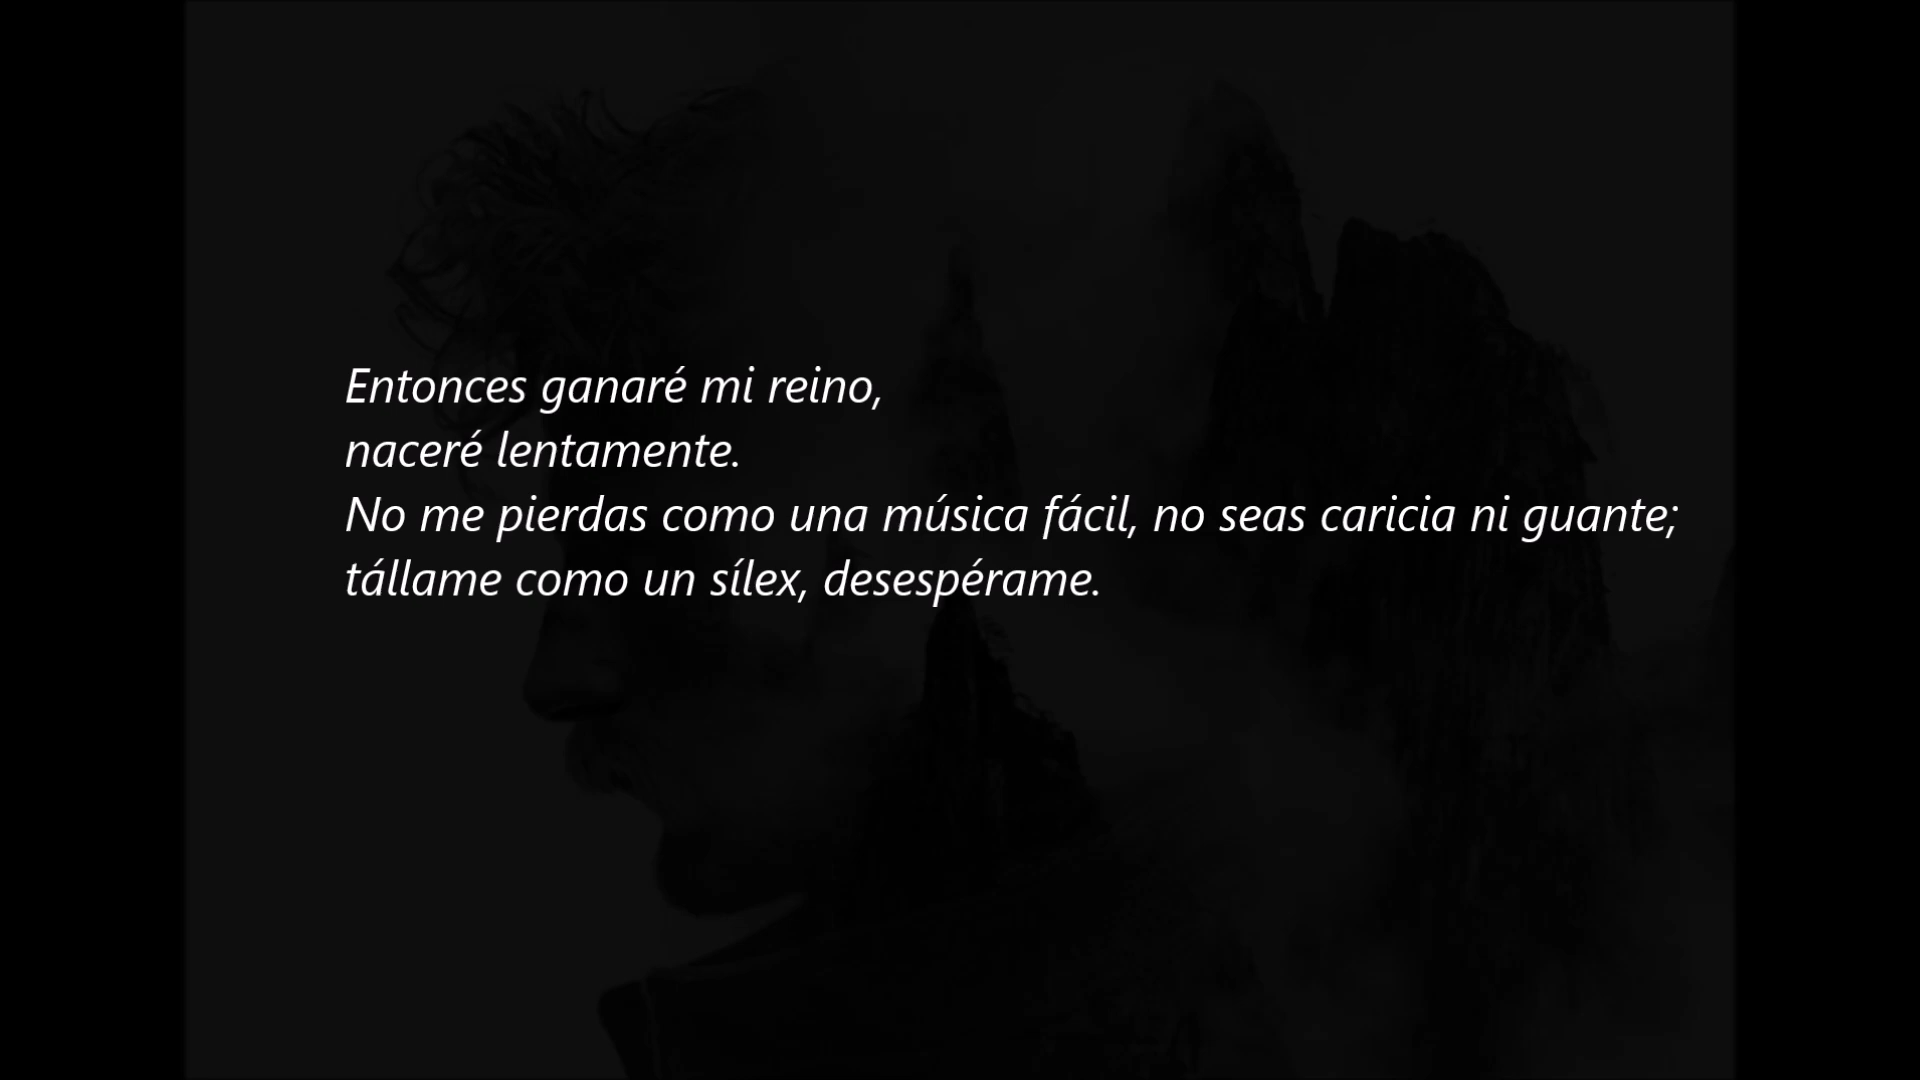 Entonces ganaré mi reino,
naceré lentamente.
No me pierdas como una música fácil, no seas caricia ni guante;
tállame como un sílex, desespérame.